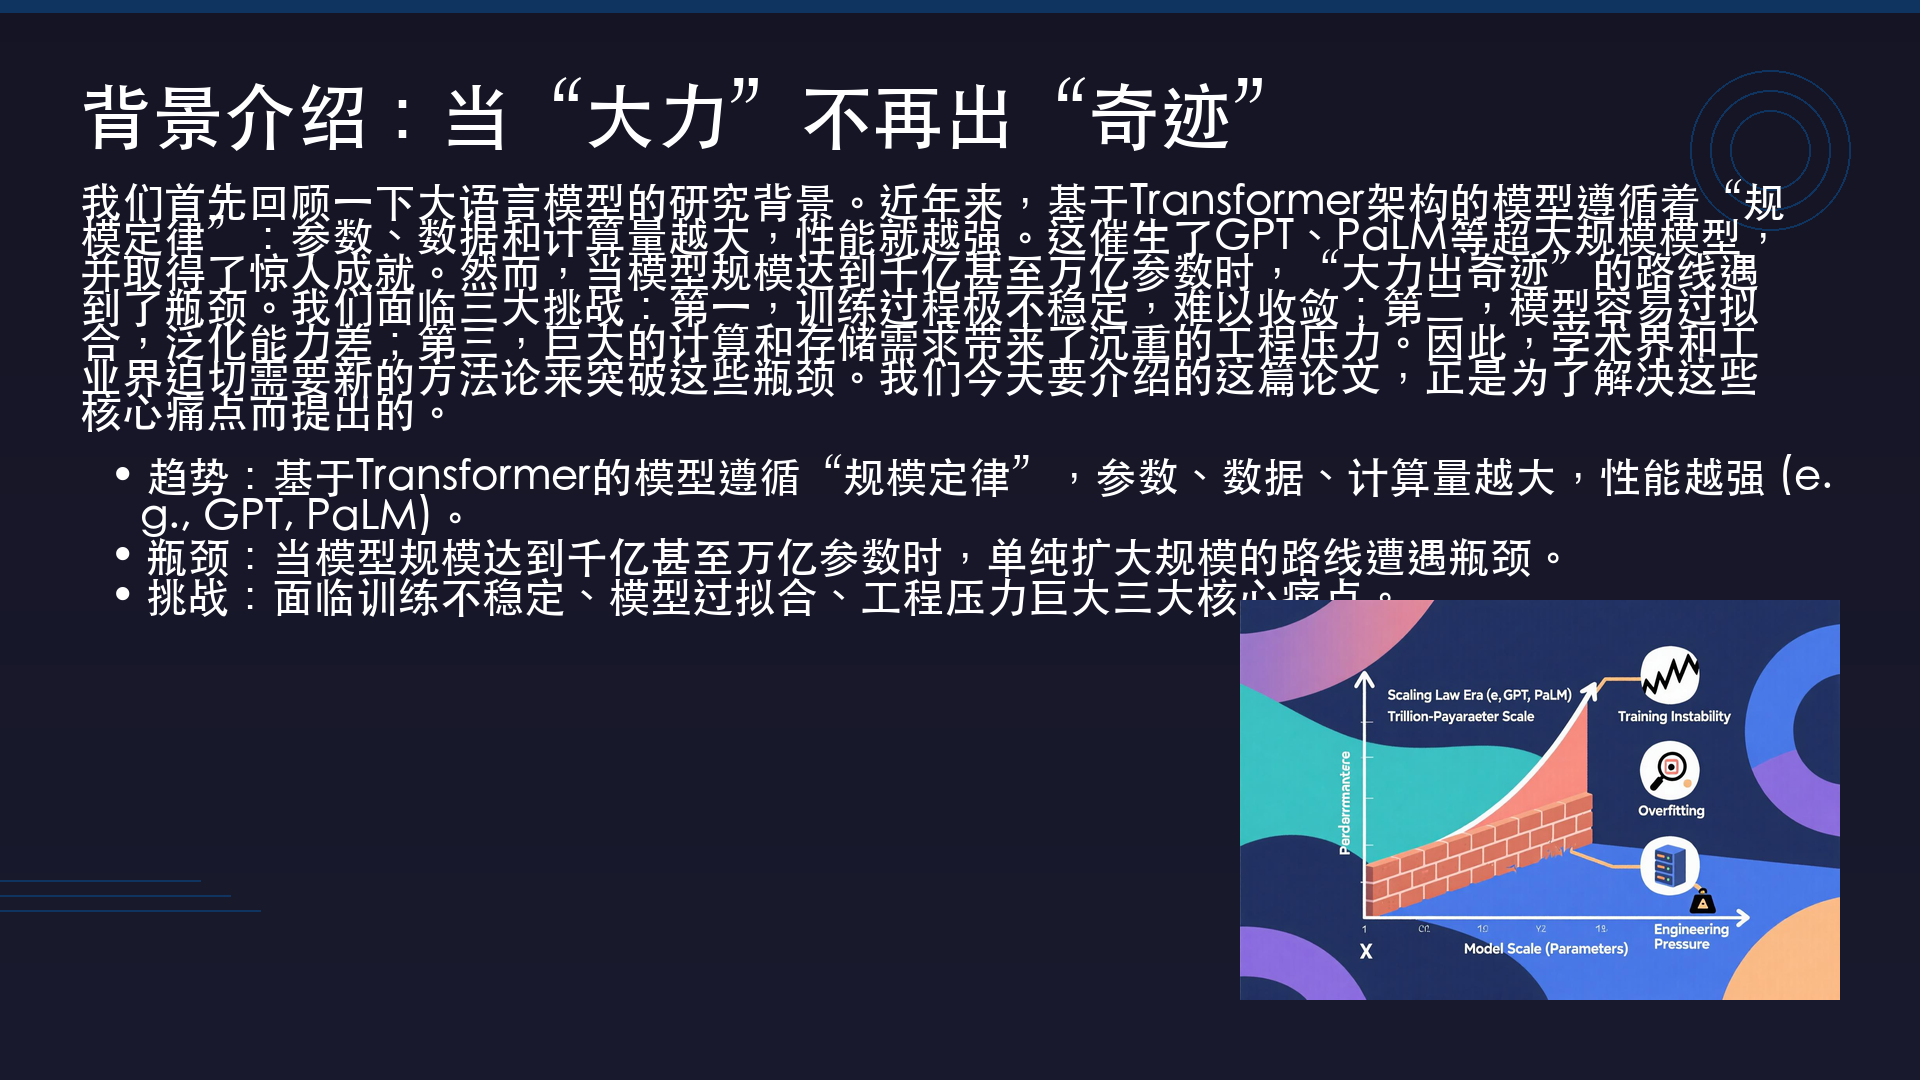 背景介绍：当“大力”不再出“奇迹”
我们首先回顾一下大语言模型的研究背景。近年来，基于Transformer架构的模型遵循着“规
模定律”：参数、数据和计算量越大，性能就越强。这催生了GPT、PaLM等超大规模模型，
并取得了惊人成就。然而，当模型规模达到千亿甚至万亿参数时，“大力出奇迹”的路线遇
到了瓶颈。我们面临三大挑战：第一，训练过程极不稳定，难以收敛；第二，模型容易过拟
合，泛化能力差；第三，巨大的计算和存储需求带来了沉重的工程压力。因此，学术界和工
业界迫切需要新的方法论来突破这些瓶颈。我们今天要介绍的这篇论文，正是为了解决这些
核心痛点而提出的。
• 趋势：基于Transformer的模型遵循“规模定律”，参数、数据、计算量越大，性能越强 (e.
g., GPT, PaLM)。
• 瓶颈：当模型规模达到千亿甚至万亿参数时，单纯扩大规模的路线遭遇瓶颈。
• 挑战：面临训练不稳定、模型过拟合、工程压力巨大三大核心痛点。
Scaling Law Era (e,GPT, PaLM)
Trillion-Payaraeter Scale
Training Instability
Overfitting
Engineering
Pressure
X
Model Scale (Parameters)